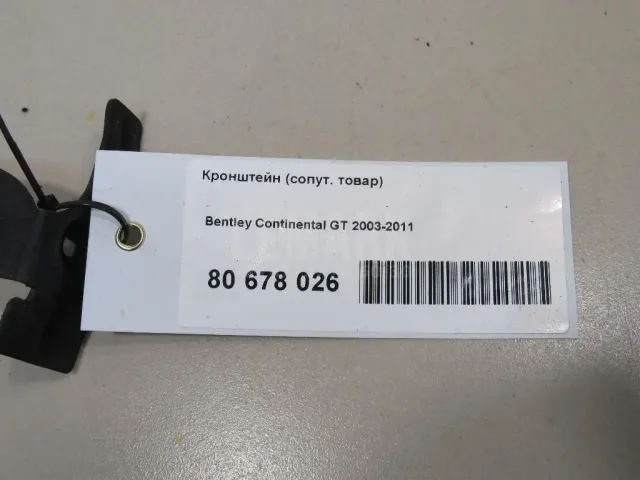 Кронштейн (сопут. товар)
Bentley Continental GT 2003-2011
80 678 026